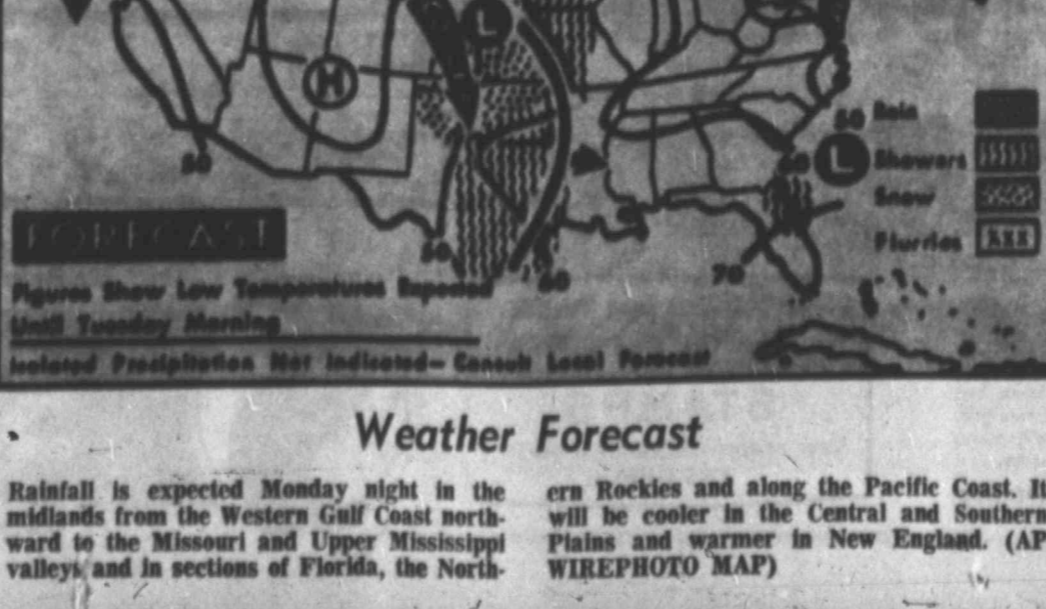 L
H
50
Rain
60
L
Showers
Snow
Flurries
FORECAST
50
60
70
Figures Show Low Temperatures Expected
Until Tuesday Morning
Isolated Precipitation Not Indicated— Consult Local Forecast
Weather Forecast
Rainfall is expected Monday night in the
midlands from the Western Gulf Coast north-
ward to the Missouri and Upper Mississippi
valleys and in sections of Florida, the North-
ern Rockies and along the Pacific Coast. It
will be cooler in the Central and Southern
Plains and warmer in New England. (AP
WIREPHOTO MAP)